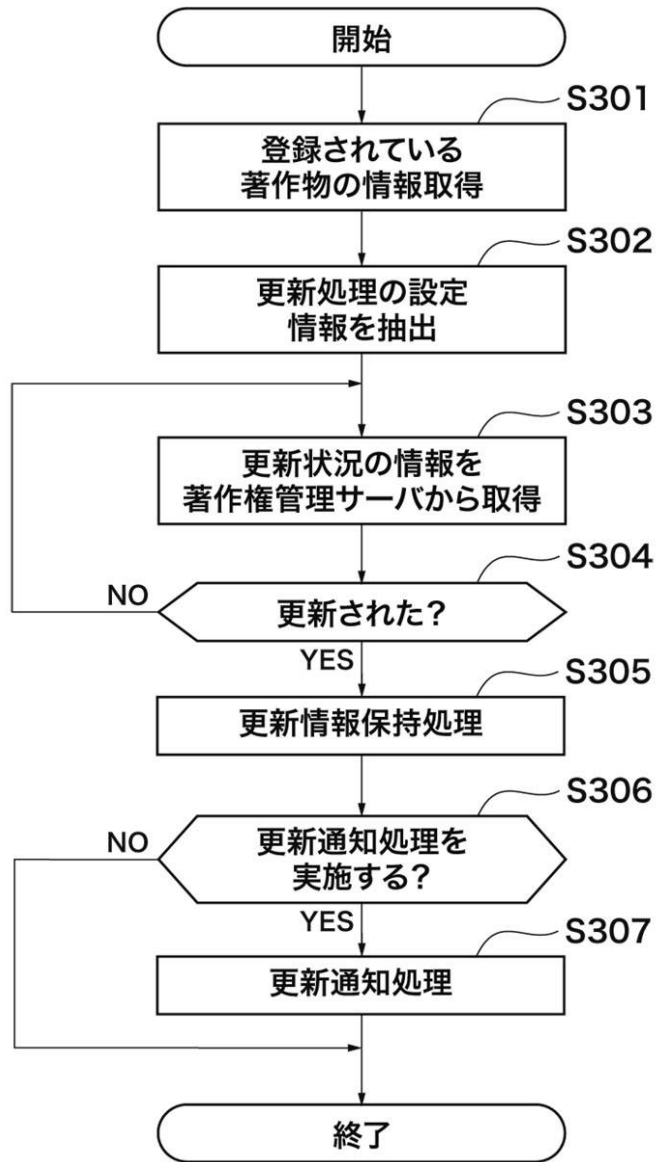 開始
S301
登録されている
著作物の情報取得
S302
更新処理の設定
情報を抽出
S303
更新状況の情報を
著作権管理サーバから取得
S304
更新された？
NO
YES
S305
更新情報保持処理
S306
更新通知処理を
実施する？
NO
YES
S307
更新通知処理
終了